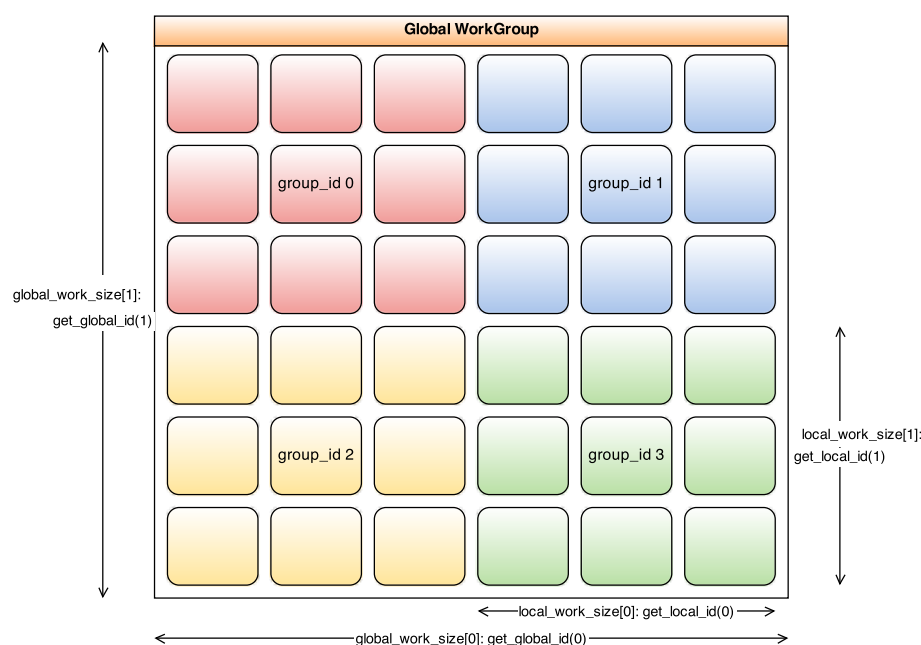 Global WorkGroup
group_id 0
group_id 1
global_work_size[1]:
get_global_id(1)
local_work_size[1]:
get_local_id(1)
group_id 2
group_id 3
local_work_size[0]: get_local_id(0)
global_work_size[0]: get_global_id(0)